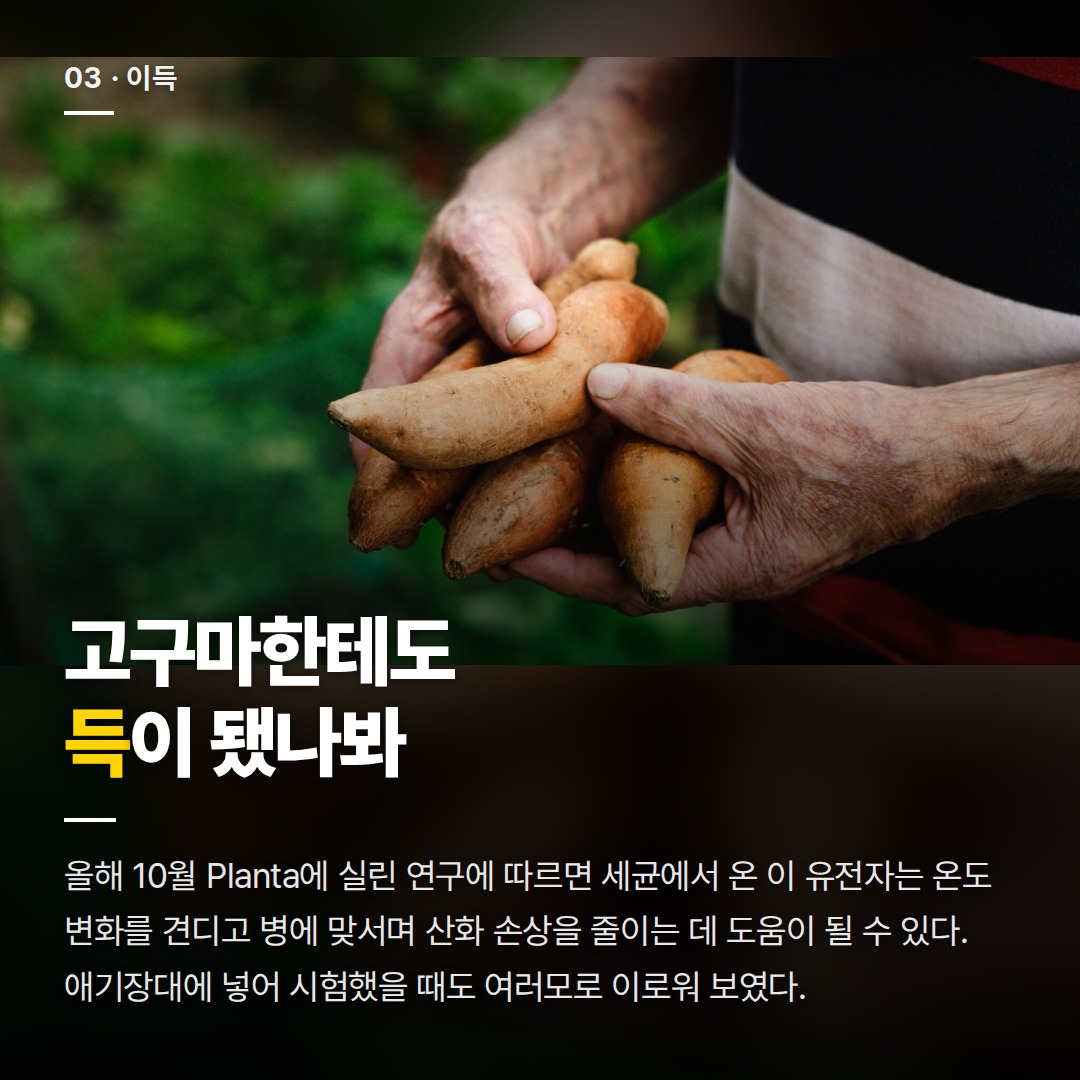 03 · 이득
고구마한테도
득이 됐나봐
올해 10월 Planta에 실린 연구에 따르면 세균에서 온 이 유전자는 온도
변화를 견디고 병에 맞서며 산화 손상을 줄이는 데 도움이 될 수 있다.
애기장대에 넣어 시험했을 때도 여러모로 이로워 보였다.